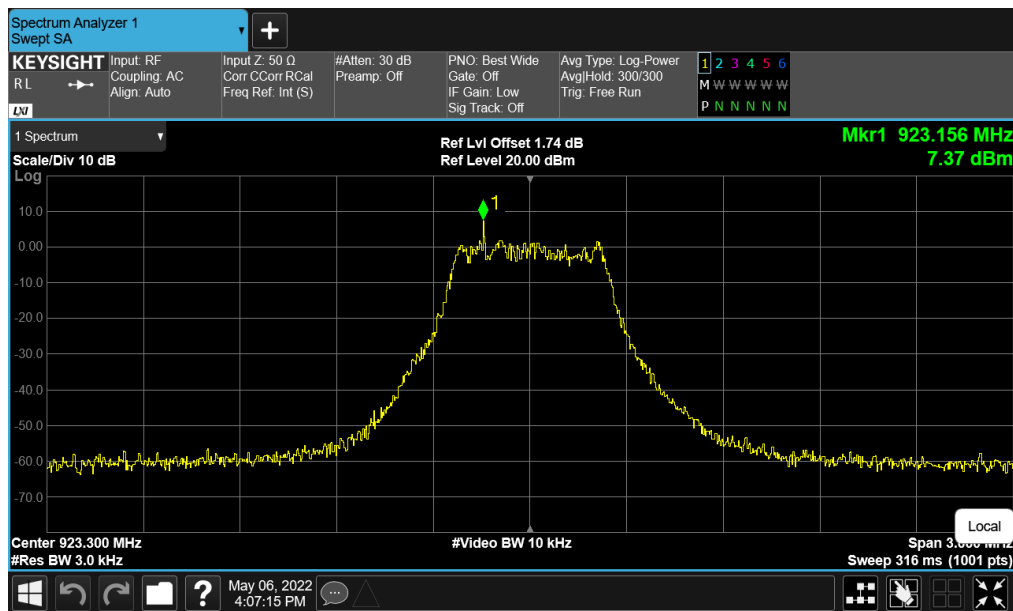 Spectrum Analyzer 1
Swept SA
+
KEYSIGHT
R L
LXI
Input: RF
Coupling: AC
Align: Auto
Input Z: 50 Ω
Corr CCorr RCal
Freq Ref: Int (S)
#Atten: 30 dB
Preamp: Off
PNO: Best Wide
Gate: Off
IF Gain: Low
Sig Track: Off
Avg Type: Log-Power
Avg|Hold: 300/300
Trig: Free Run
1 2 3 4 5 6
M W W W W W
P N N N N N
1 Spectrum
Scale/Div 10 dB
Ref Lvl Offset 1.74 dB
Ref Level 20.00 dBm
Mkr1 923.156 MHz
7.37 dBm
Log
1
10.0
0.00
-10.0
-20.0
-30.0
-40.0
-50.0
-60.0
-70.0
Local
Center 923.300 MHz
#Video BW 10 kHz
Span 3.000 MHz
#Res BW 3.0 kHz
Sweep 316 ms (1001 pts)
?
May 06, 2022
4:07:15 PM